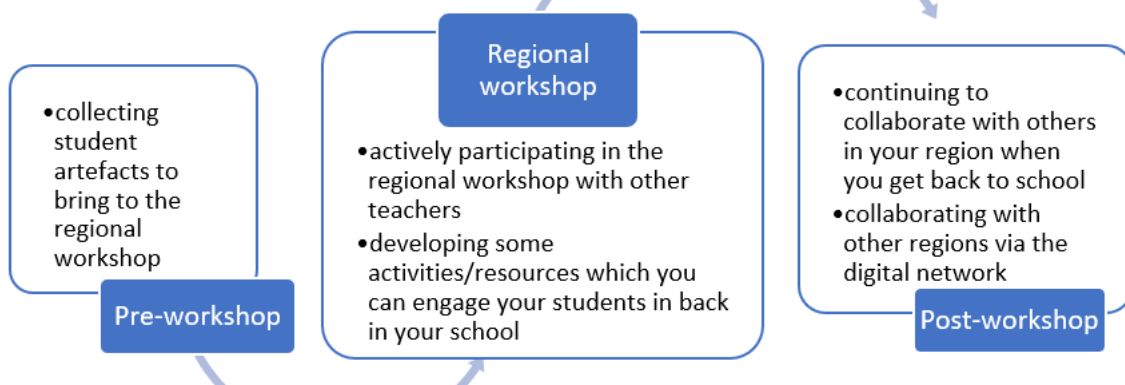 •collecting
student
artefacts to
bring to the
regional
workshop
Pre-workshop
Regional
workshop
•actively participating in the
regional workshop with other
teachers
•developing some
activities/resources which you
can engage your students in back
in your school
•continuing to
collaborate with others
in your region when
you get back to school
•collaborating with
other regions via the
digital network
Post-workshop